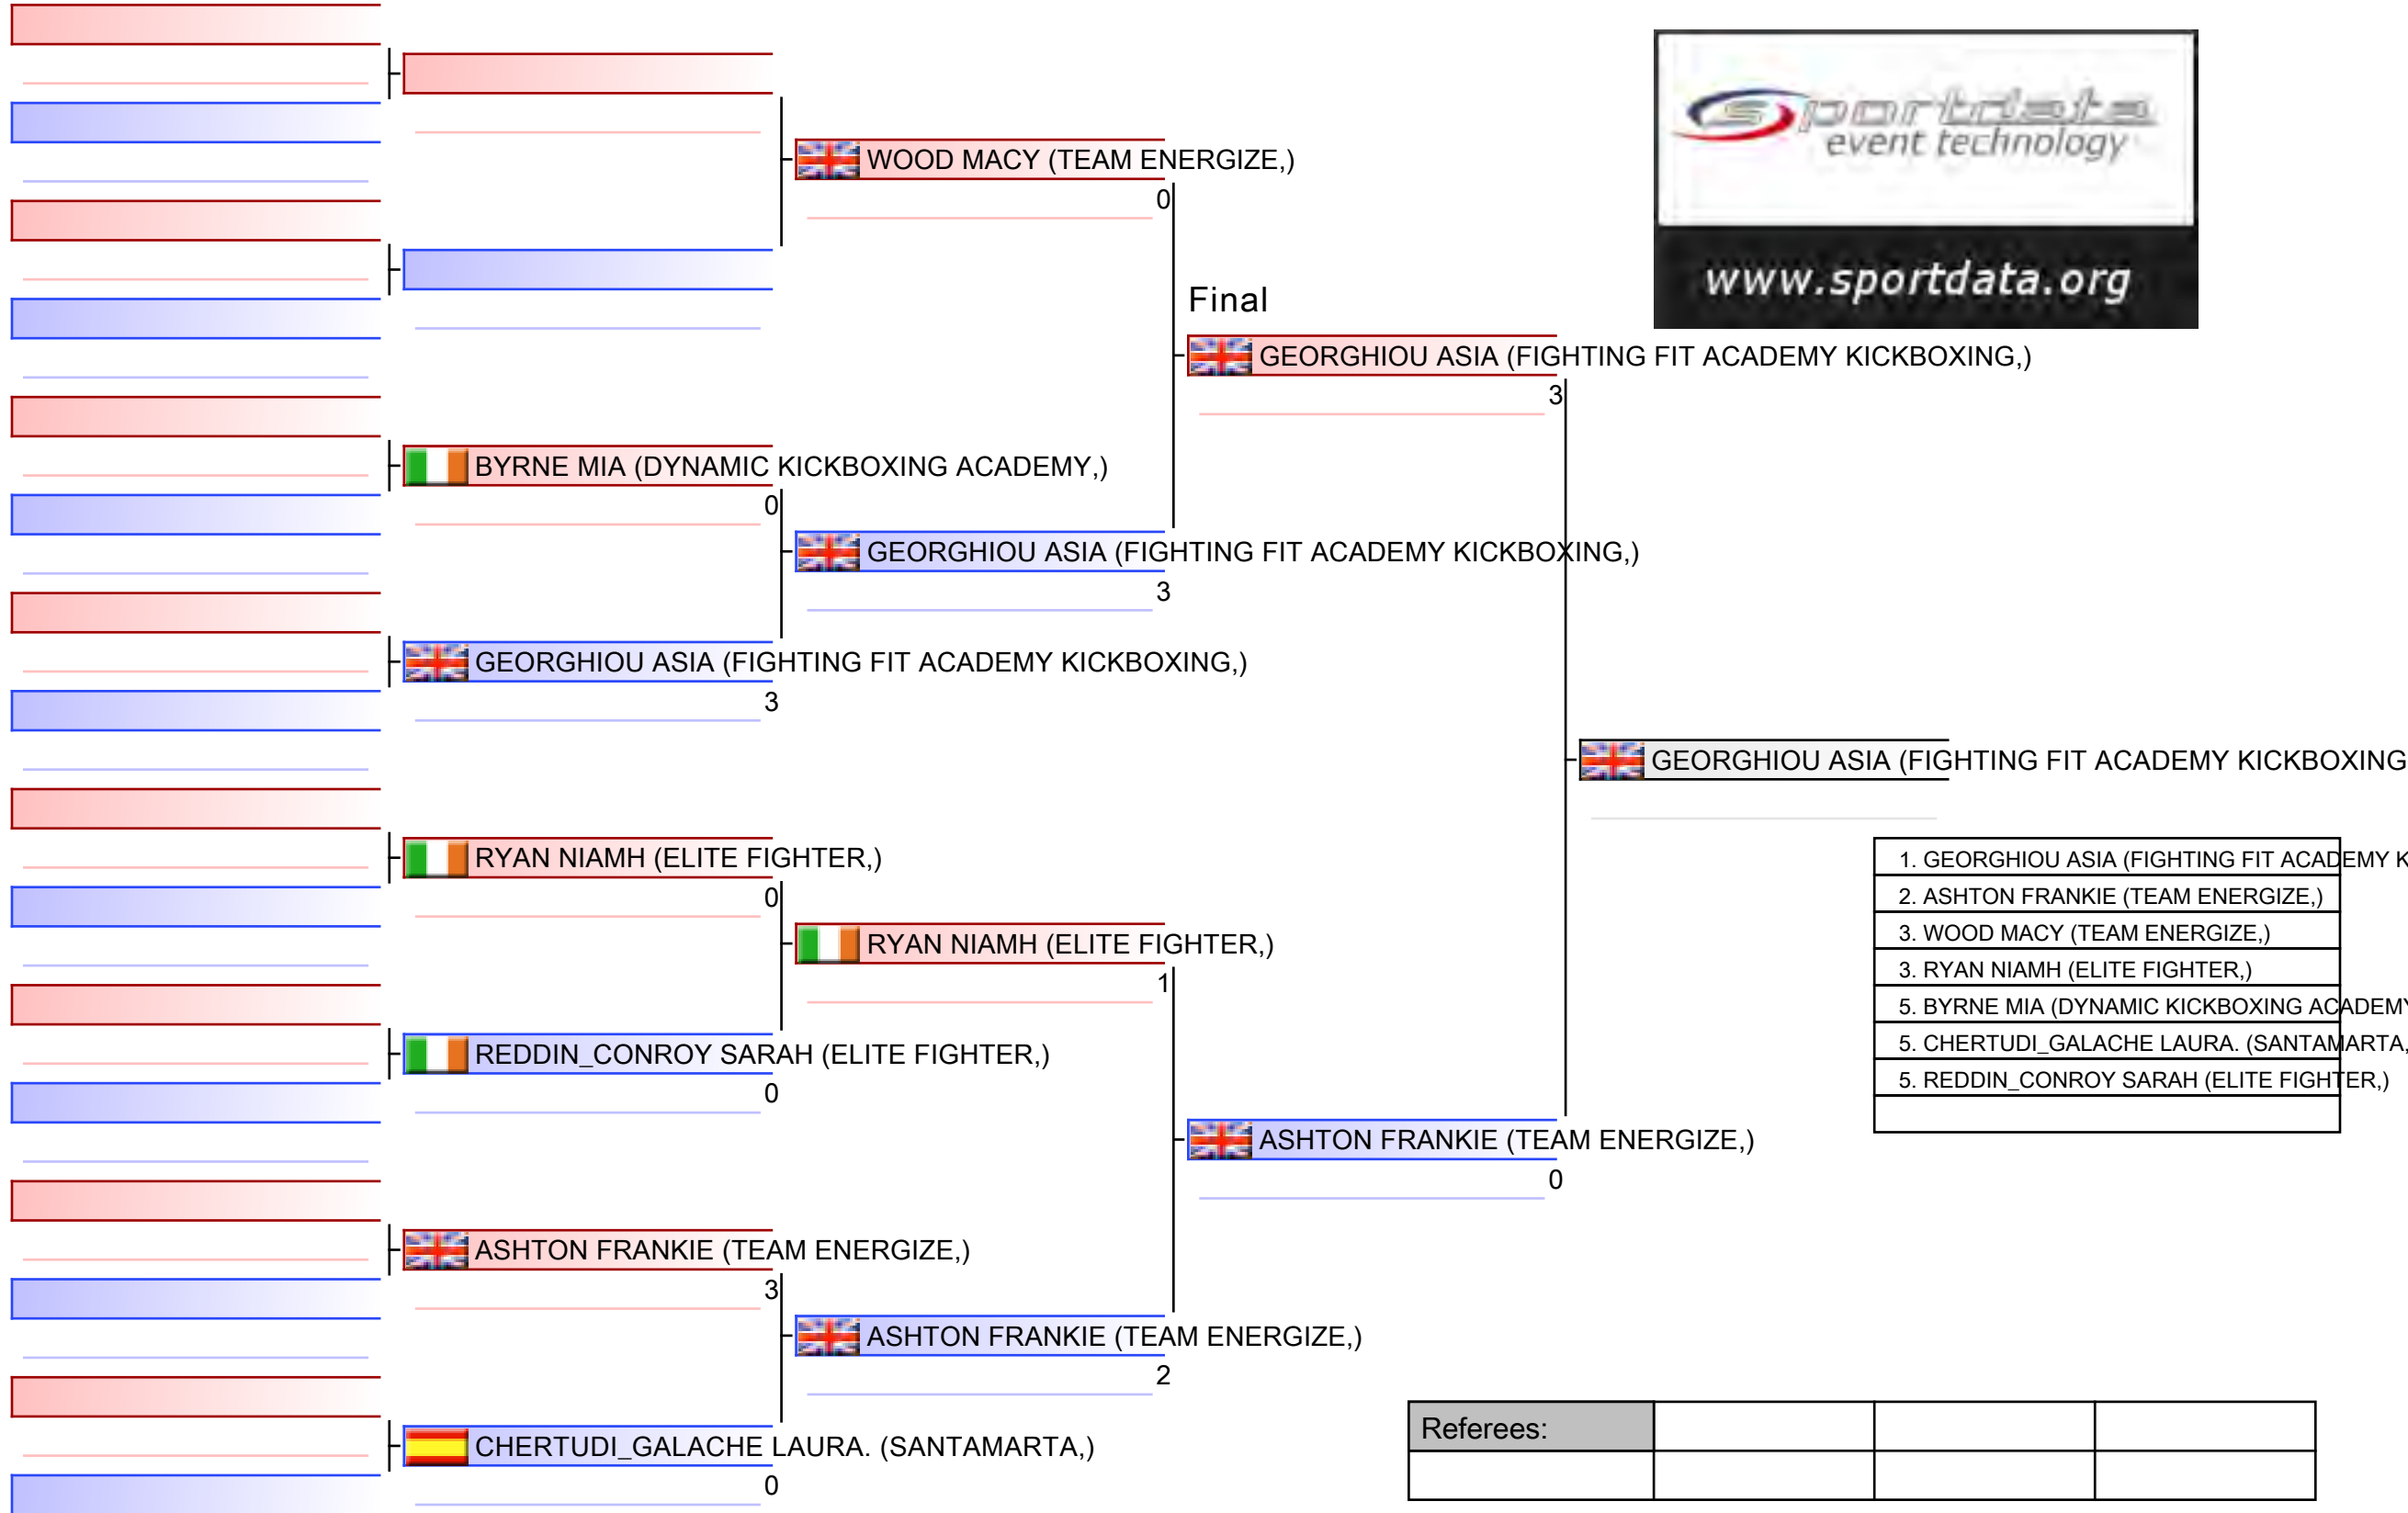 sportdata
event technology
www.sportdata.org
WOOD MACY (TEAM ENERGIZE,)
0
Final
GEORGHIOU ASIA (FIGHTING FIT ACADEMY KICKBOXING,)
3
BYRNE MIA (DYNAMIC KICKBOXING ACADEMY,)
0
GEORGHIOU ASIA (FIGHTING FIT ACADEMY KICKBOXING,)
3
GEORGHIOU ASIA (FIGHTING FIT ACADEMY KICKBOXING,)
3
GEORGHIOU ASIA (FIGHTING FIT ACADEMY KICKBOXING
RYAN NIAMH (ELITE FIGHTER,)
0
RYAN NIAMH (ELITE FIGHTER,)
1
REDDIN_CONROY SARAH (ELITE FIGHTER,)
0
ASHTON FRANKIE (TEAM ENERGIZE,)
0
ASHTON FRANKIE (TEAM ENERGIZE,)
3
ASHTON FRANKIE (TEAM ENERGIZE,)
2
CHERTUDI_GALACHE LAURA. (SANTAMARTA,)
0
1. GEORGHIOU ASIA (FIGHTING FIT ACADEMY K
2. ASHTON FRANKIE (TEAM ENERGIZE,)
3. WOOD MACY (TEAM ENERGIZE,)
3. RYAN NIAMH (ELITE FIGHTER,)
5. BYRNE MIA (DYNAMIC KICKBOXING ACADEMY
5. CHERTUDI_GALACHE LAURA. (SANTAMARTA,
5. REDDIN_CONROY SARAH (ELITE FIGHTER,)
Referees: